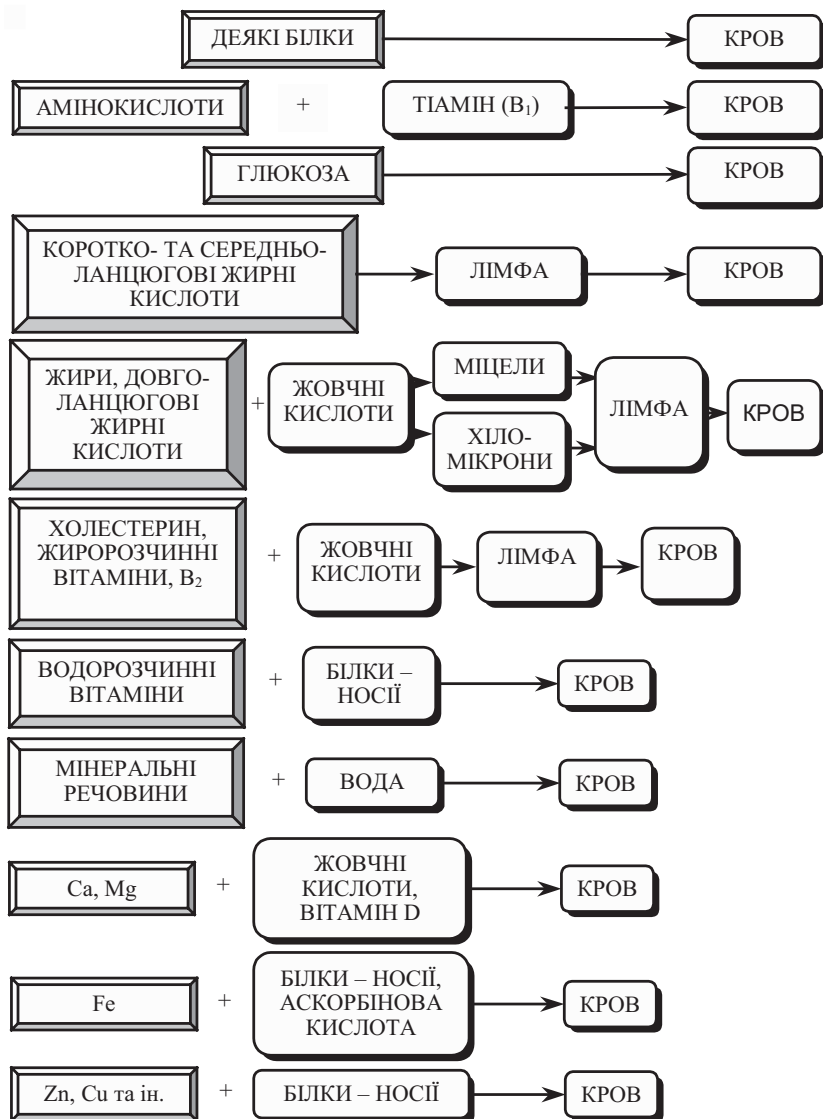 ДЕЯКІ БІЛКИ КРОВ
АМІНОКИСЛОТИ + ТІАМІН (В₁) КРОВ
ГЛЮКОЗА КРОВ
КОРОТКО- ТА СЕРЕДНЬО-
ЛАНЦЮГОВІ ЖИРНІ
КИСЛОТИ
ЛІМФА
КРОВ
ЖИРИ, ДОВГО-
ЛАНЦЮГОВІ
ЖИРНІ
КИСЛОТИ
+
ЖОВЧНІ
КИСЛОТИ
МІЦЕЛИ
ХІЛО-
МІКРОНИ
ЛІМФА
КРОВ
ХОЛЕСТЕРИН,
ЖИРОРОЗЧИННІ
ВІТАМІНИ, В₂
+
ЖОВЧНІ
КИСЛОТИ
ЛІМФА
КРОВ
ВОДОРОЗЧИННІ
ВІТАМІНИ
+
БІЛКИ –
НОСІЇ
КРОВ
МІНЕРАЛЬНІ
РЕЧОВИНИ
+
ВОДА
КРОВ
Ca, Mg
+
ЖОВЧНІ
КИСЛОТИ,
ВІТАМІН D
КРОВ
Fe
+
БІЛКИ – НОСІЇ,
АСКОРБІНОВА
КИСЛОТА
КРОВ
Zn, Cu та ін. + БІЛКИ – НОСІЇ КРОВ